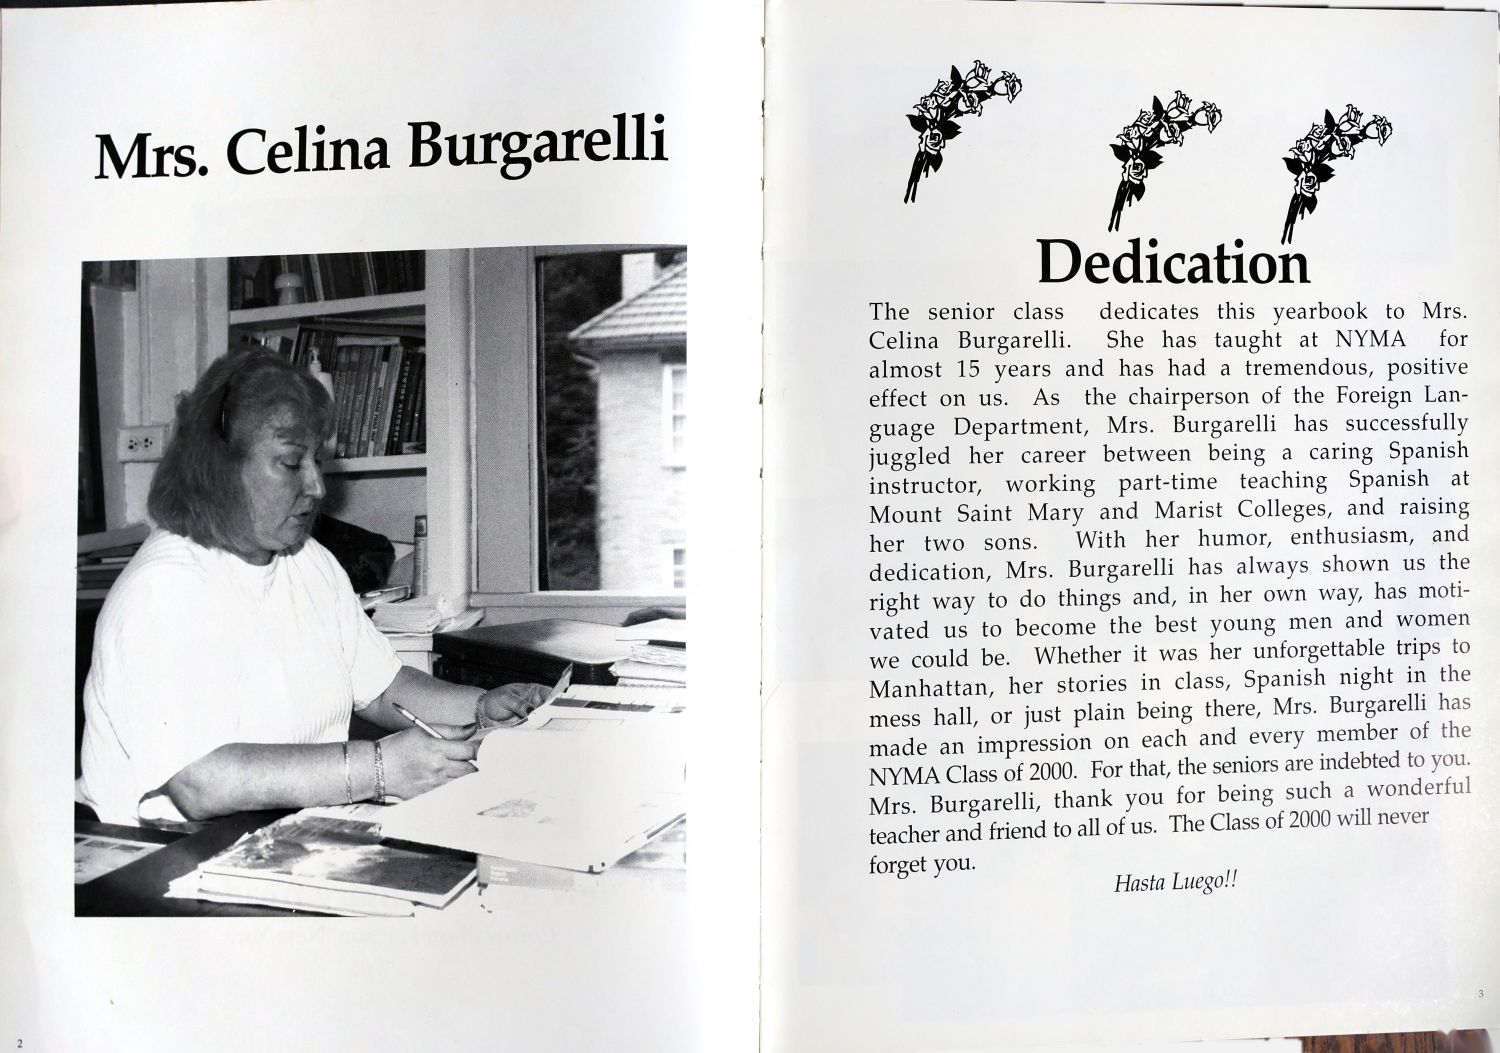 Mrs. Celina Burgarelli
2
Dedication
The senior class dedicates this yearbook to Mrs.
Celina Burgarelli. She has taught at NYMA for
almost 15 years and has had a tremendous, positive
effect on us. As the chairperson of the Foreign Lan-
guage Department, Mrs. Burgarelli has successfully
juggled her career between being a caring Spanish
instructor, working part-time teaching Spanish at
Mount Saint Mary and Marist Colleges, and raising
her two sons. With her humor, enthusiasm, and
dedication, Mrs. Burgarelli has always shown us the
right way to do things and, in her own way, has moti-
vated us to become the best young men and women
we could be. Whether it was her unforgettable trips to
Manhattan, her stories in class, Spanish night in the
mess hall, or just plain being there, Mrs. Burgarelli has
made an impression on each and every member of the
NYMA Class of 2000. For that, the seniors are indebted to you.
Mrs. Burgarelli, thank you for being such a wonderful
teacher and friend to all of us. The Class of 2000 will never
forget you.
Hasta Luego!!
3